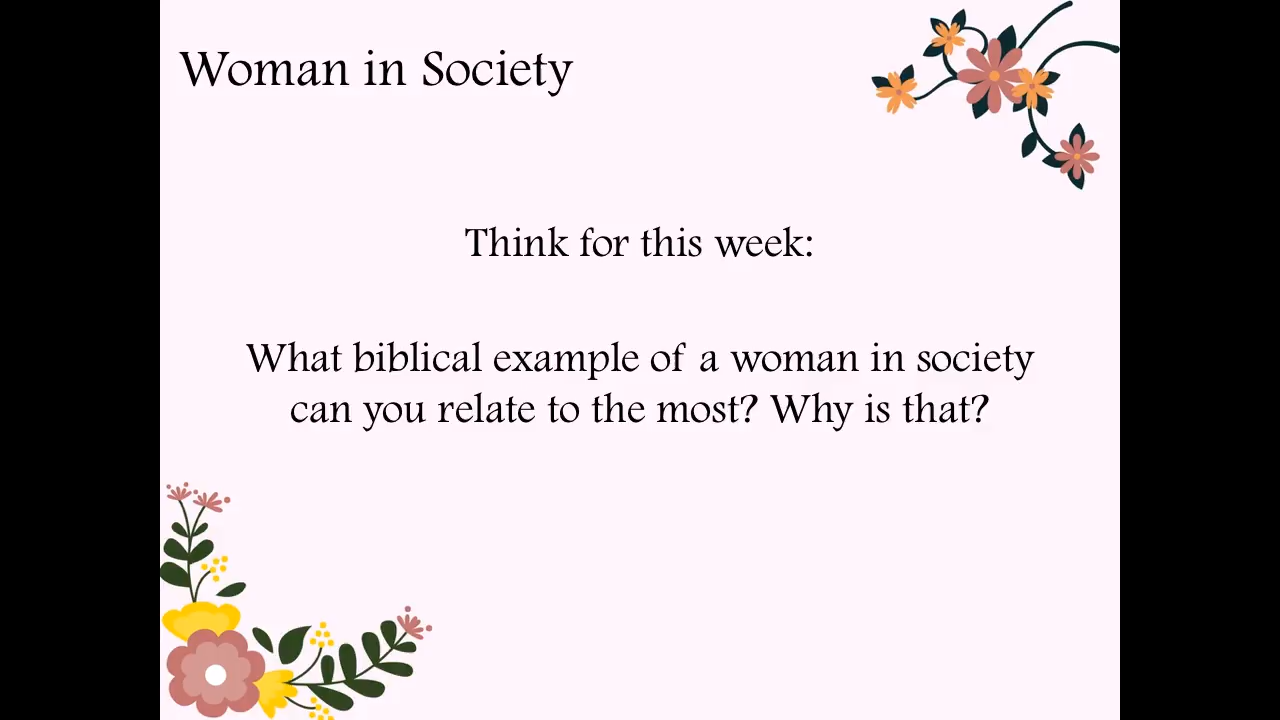 Woman in Society
Think for this week:
What biblical example of a woman in society
can you relate to the most? Why is that?